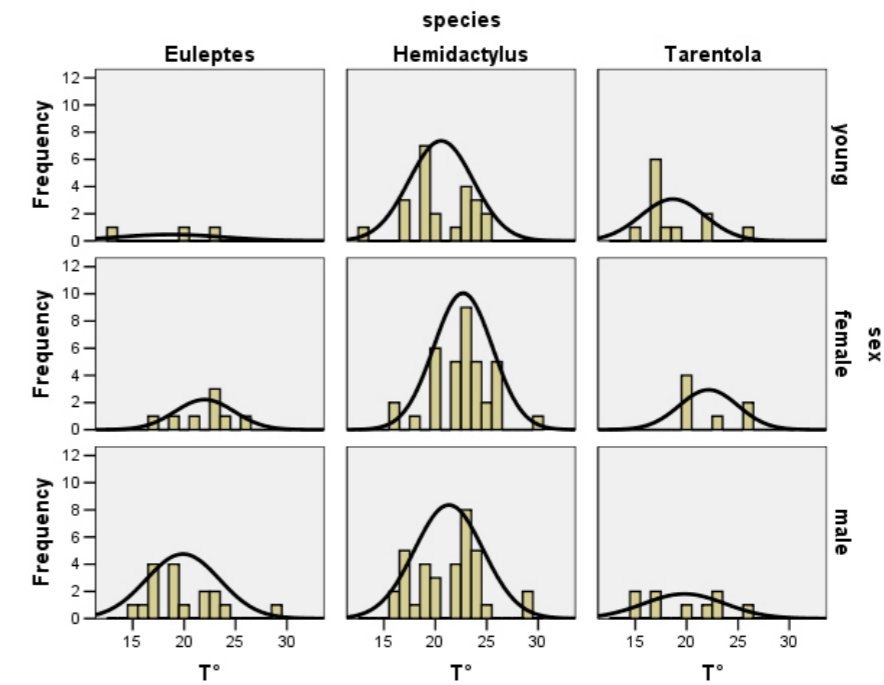 species
Euleptes Hemidactylus Tarentola
Frequency 12 10 8 6 4 2 0 young
Frequency 12 10 8 6 4 2 0 female
sex
Frequency 12 10 8 6 4 2 0 male
15 20 25 30 15 20 25 30 15 20 25 30
T° T° T°